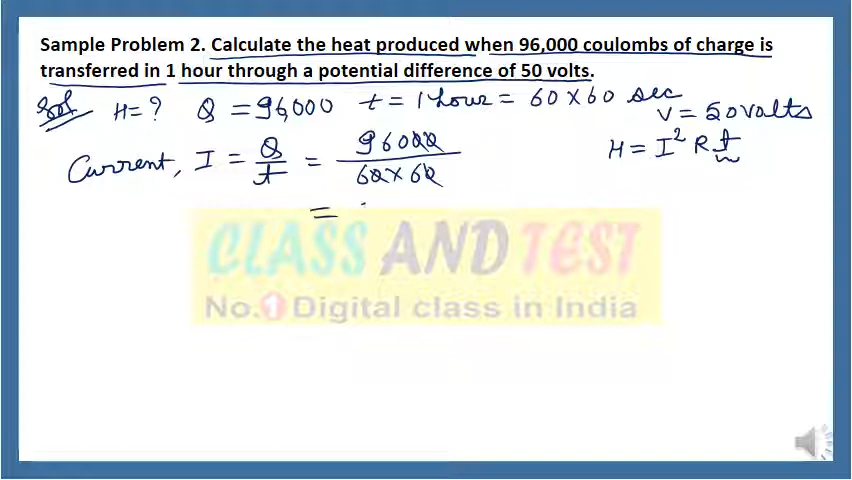 Sample Problem 2. Calculate the heat produced when 96,000 coulombs of charge is
transferred in 1 hour through a potential difference of 50 volts.
Sol H = ? Q = 96,000 t = 1 hour = 60 × 60 sec
V = 50 volts
Current, I = Q/t = 96000/60×60 H = I² R t
=
CLASS AND TEST
No.1 Digital class in India